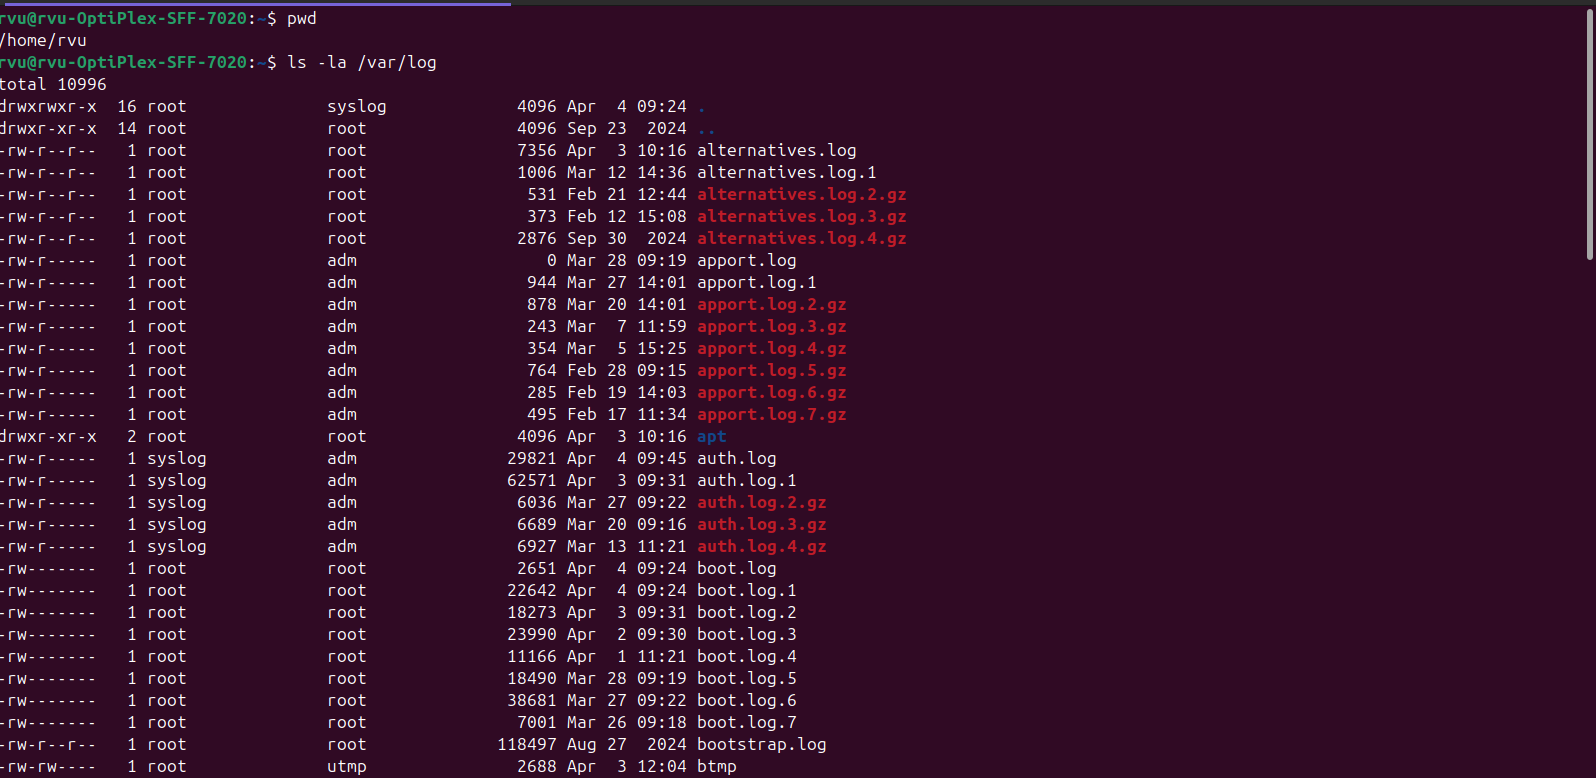 rvu@rvu-OptiPlex-SFF-7020:~$ pwd
/home/rvu
rvu@rvu-OptiPlex-SFF-7020:~$ ls -la /var/log
total 10996
drwxrwxr-x  16 root              syslog             4096 Apr  4 09:24 .
drwxr-xr-x  14 root              root               4096 Sep 23  2024 ..
-rw-r--r--   1 root              root               7356 Apr  3 10:16 alternatives.log
-rw-r--r--   1 root              root               1006 Mar 12 14:36 alternatives.log.1
-rw-r--r--   1 root              root                531 Feb 21 12:44 alternatives.log.2.gz
-rw-r--r--   1 root              root                373 Feb 12 15:08 alternatives.log.3.gz
-rw-r--r--   1 root              root               2876 Sep 30  2024 alternatives.log.4.gz
-rw-r-----   1 root              adm                   0 Mar 28 09:19 apport.log
-rw-r-----   1 root              adm                 944 Mar 27 14:01 apport.log.1
-rw-r-----   1 root              adm                 878 Mar 20 14:01 apport.log.2.gz
-rw-r-----   1 root              adm                 243 Mar  7 11:59 apport.log.3.gz
-rw-r-----   1 root              adm                 354 Mar  5 15:25 apport.log.4.gz
-rw-r-----   1 root              adm                 764 Feb 28 09:15 apport.log.5.gz
-rw-r-----   1 root              adm                 285 Feb 19 14:03 apport.log.6.gz
-rw-r-----   1 root              adm                 495 Feb 17 11:34 apport.log.7.gz
drwxr-xr-x   2 root              root               4096 Apr  3 10:16 apt
-rw-r-----   1 syslog            adm               29821 Apr  4 09:45 auth.log
-rw-r-----   1 syslog            adm               62571 Apr  3 09:31 auth.log.1
-rw-r-----   1 syslog            adm                6036 Mar 27 09:22 auth.log.2.gz
-rw-r-----   1 syslog            adm                6689 Mar 20 09:16 auth.log.3.gz
-rw-r-----   1 syslog            adm                6927 Mar 13 11:21 auth.log.4.gz
-rw-------   1 root              root               2651 Apr  4 09:24 boot.log
-rw-------   1 root              root              22642 Apr  4 09:24 boot.log.1
-rw-------   1 root              root              18273 Apr  3 09:31 boot.log.2
-rw-------   1 root              root              23990 Apr  2 09:30 boot.log.3
-rw-------   1 root              root              11166 Apr  1 11:21 boot.log.4
-rw-------   1 root              root              18490 Mar 28 09:19 boot.log.5
-rw-------   1 root              root              38681 Mar 27 09:22 boot.log.6
-rw-------   1 root              root               7001 Mar 26 09:18 boot.log.7
-rw-r--r--   1 root              root             118497 Aug 27  2024 bootstrap.log
-rw-rw----   1 root              utmp               2688 Apr  3 12:04 btmp